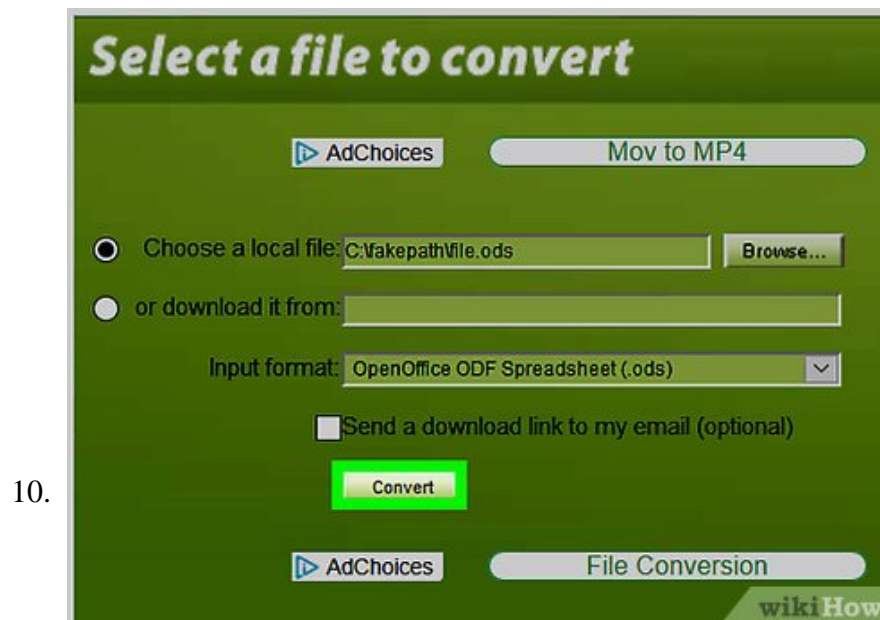 Select a file to convert
AdChoices Mov to MP4
Choose a local file: C:\fakepath\file.ods Browse...
or download it from:
Input format: OpenOffice ODF Spreadsheet (.ods)
Send a download link to my email (optional)
10. Convert
AdChoices File Conversion
wikiHow